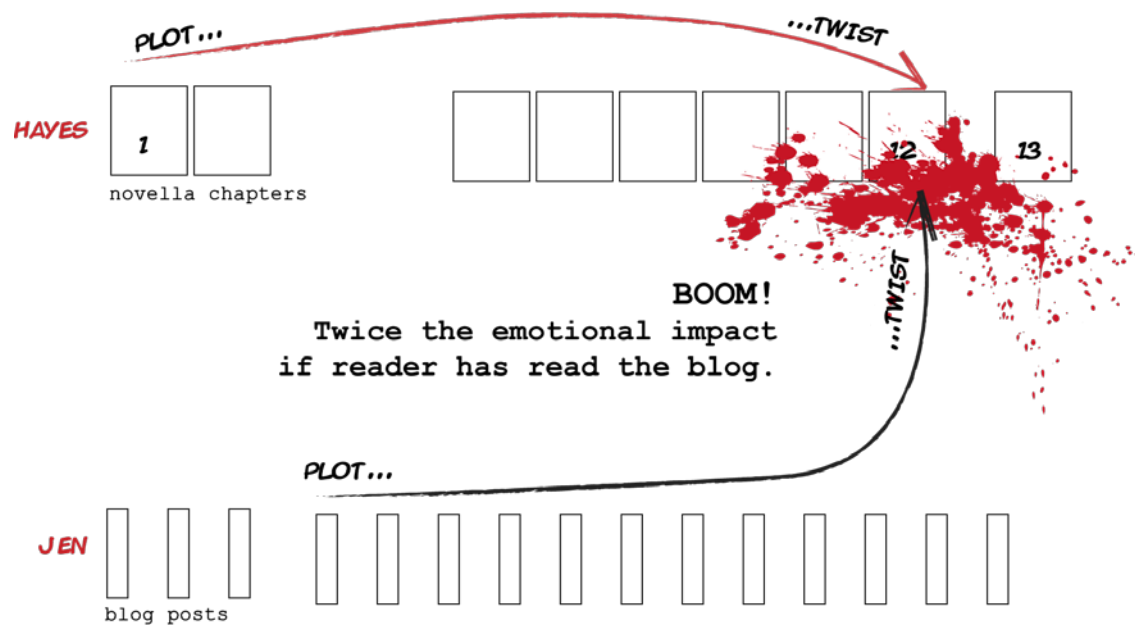 PLOT...
...TWIST
HAYES
1
12
13
novella chapters
...TWIST
BOOM!
Twice the emotional impact
if reader has read the blog.
PLOT...
JEN
blog posts